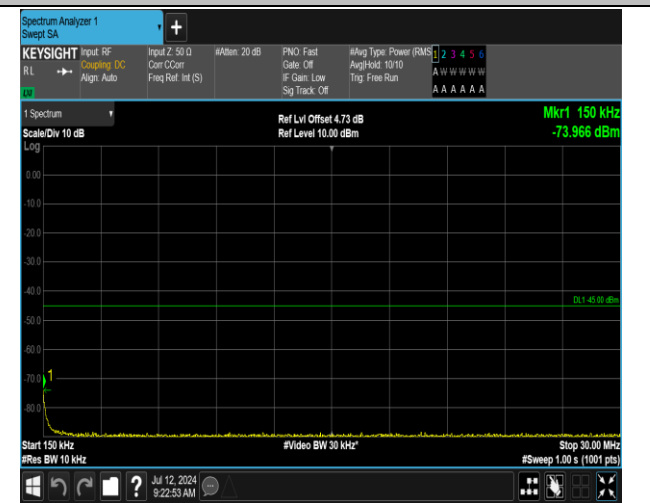 Spectrum Analyzer 1
Swept SA
+
KEYSIGHT Input: RF Input Z: 50 Ω #Atten: 20 dB PNO: Fast #Avg Type: Power (RMS 1 2 3 4 5 6
RL Coupling: DC Corr CCorr Gate: Off Avg|Hold: 10/10 A W W W W W
Align: Auto Freq Ref: Int (S) IF Gain: Low Trig: Free Run
Sig Track: Off A A A A A A
1 Spectrum Ref Lvl Offset 4.73 dB Mkr1 150 kHz
Scale/Div 10 dB Ref Level 10.00 dBm -73.966 dBm
Log
0.00
-10.0
-20.0
-30.0
-40.0
DL1 -45.00 dBm
-50.0
-60.0
-70.0
1
-80.0
Start 150 kHz #Video BW 30 kHz* Stop 30.00 MHz
#Res BW 10 kHz #Sweep 1.00 s (1001 pts)
? Jul 12, 2024
9:22:53 AM